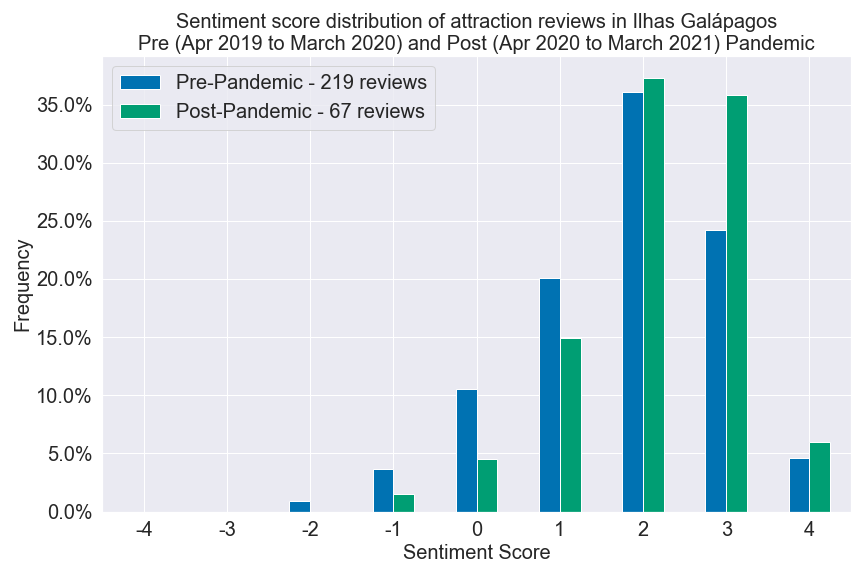 Sentiment score distribution of attraction reviews in Ilhas Galápagos
Pre (Apr 2019 to March 2020) and Post (Apr 2020 to March 2021) Pandemic
Pre-Pandemic - 219 reviews
Post-Pandemic - 67 reviews
Frequency
35.0%
30.0%
25.0%
20.0%
15.0%
10.0%
5.0%
0.0%
-4 -3 -2 -1 0 1 2 3 4
Sentiment Score